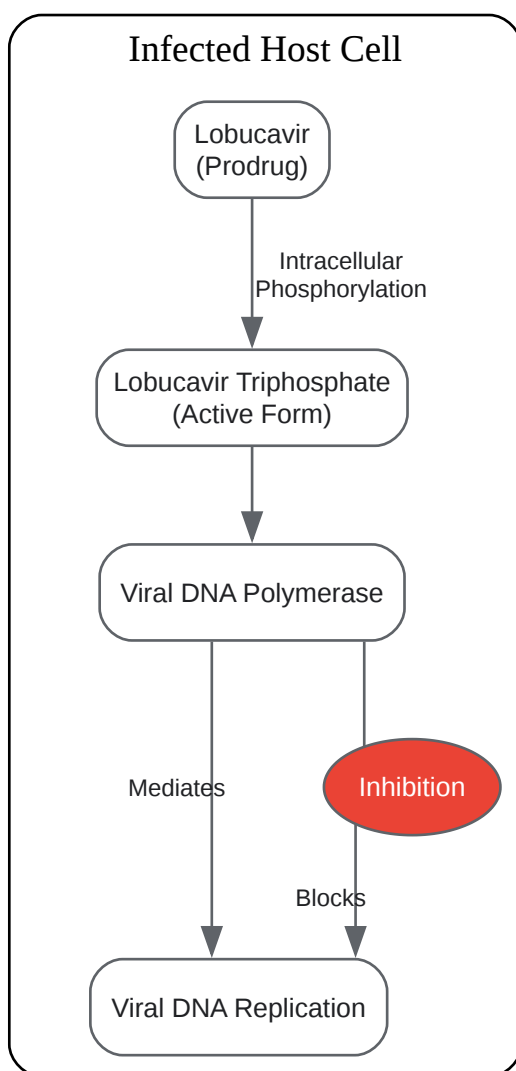 Infected Host Cell
Lobucavir
(Prodrug)
Intracellular
Phosphorylation
Lobucavir Triphosphate
(Active Form)
Viral DNA Polymerase
Mediates
Inhibition
Blocks
Viral DNA Replication